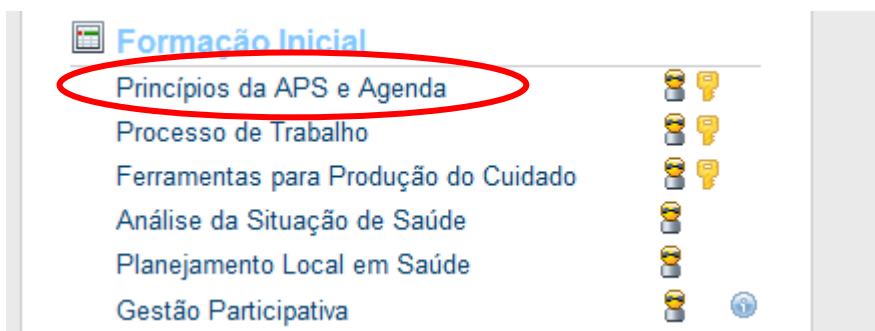 Formação Inicial
Princípios da APS e Agenda
Processo de Trabalho
Ferramentas para Produção do Cuidado
Análise da Situação de Saúde
Planejamento Local em Saúde
Gestão Participativa